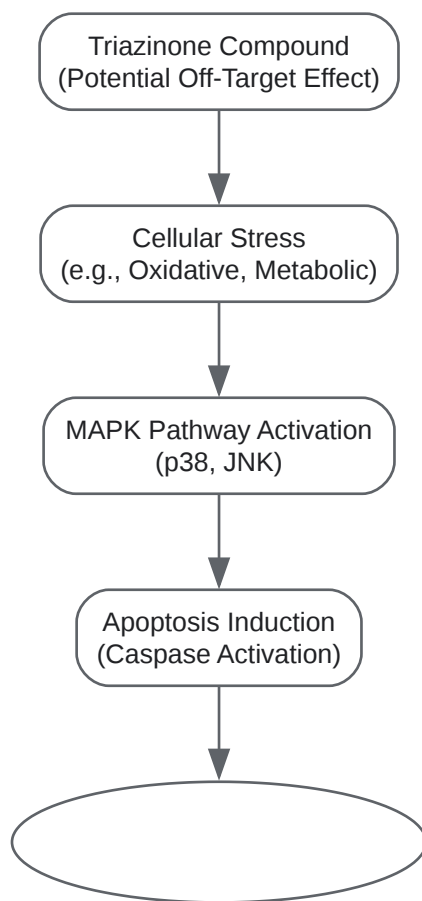 Triazinone Compound
(Potential Off-Target Effect)
Cellular Stress
(e.g., Oxidative, Metabolic)
MAPK Pathway Activation
(p38, JNK)
Apoptosis Induction
(Caspase Activation)